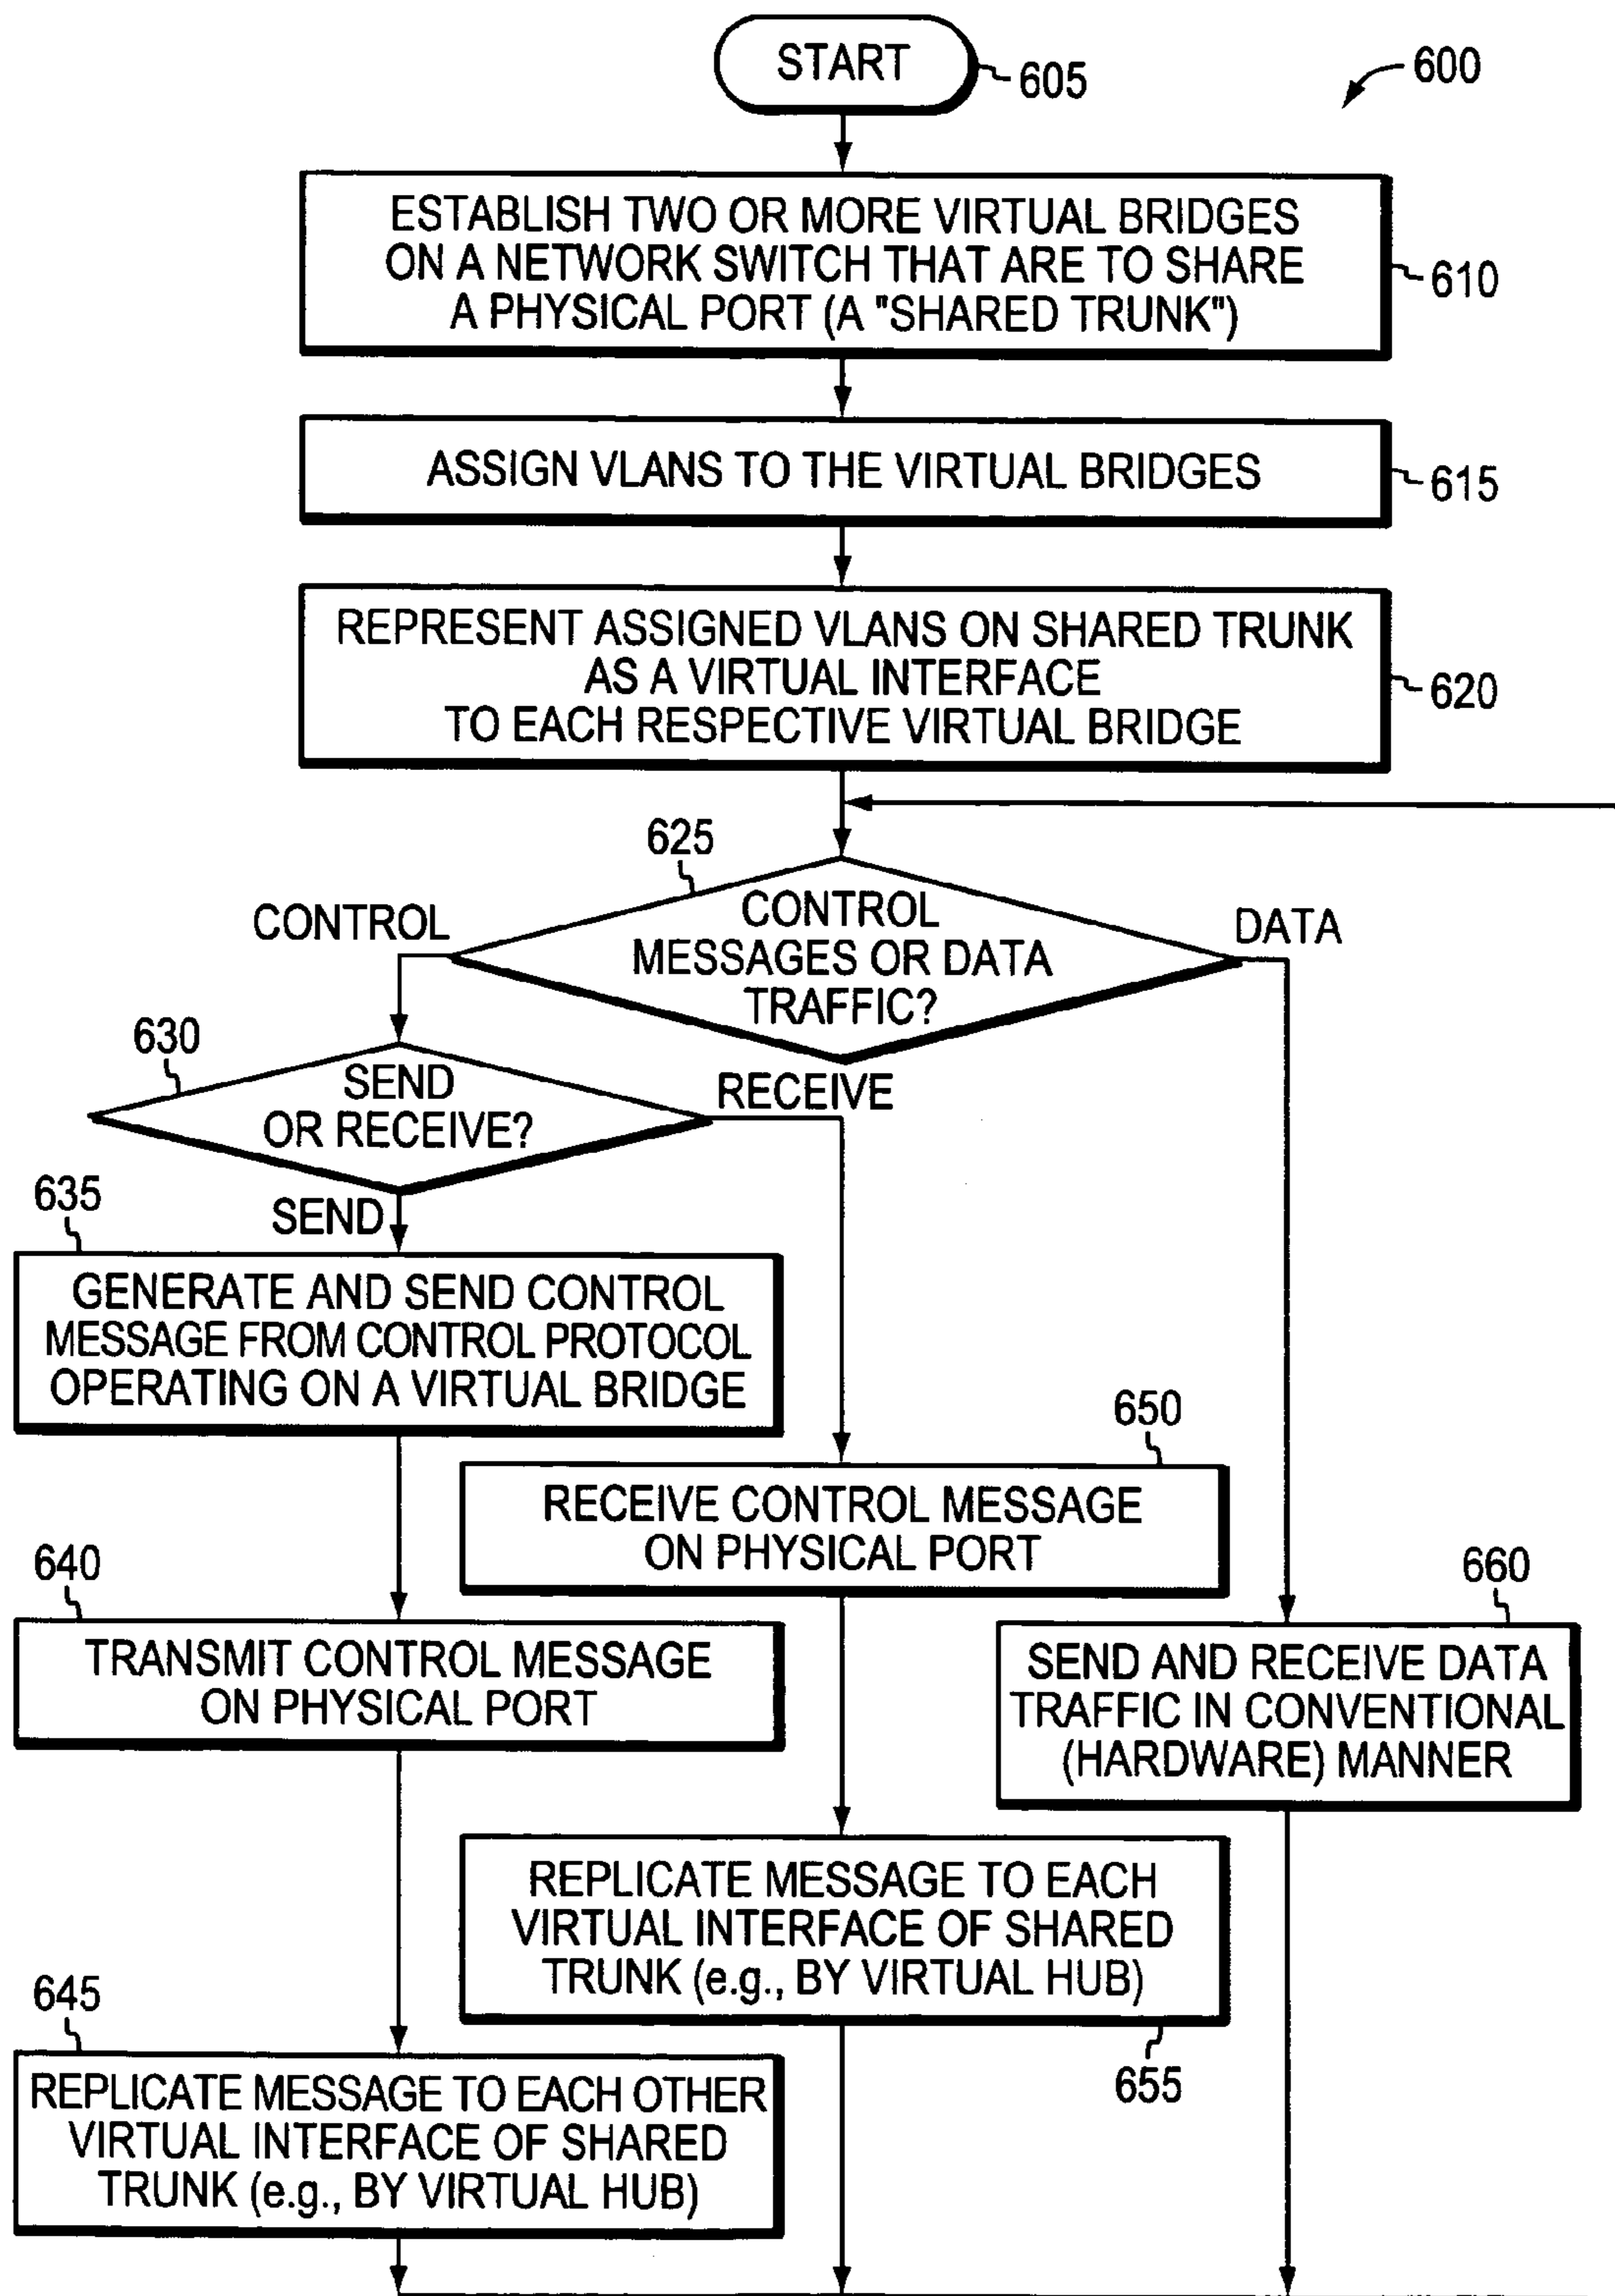 START
605
600
ESTABLISH TWO OR MORE VIRTUAL BRIDGES
ON A NETWORK SWITCH THAT ARE TO SHARE
A PHYSICAL PORT (A "SHARED TRUNK")
610
ASSIGN VLANS TO THE VIRTUAL BRIDGES
615
REPRESENT ASSIGNED VLANS ON SHARED TRUNK
AS A VIRTUAL INTERFACE
TO EACH RESPECTIVE VIRTUAL BRIDGE
620
625
CONTROL
MESSAGES OR DATA
TRAFFIC?
CONTROL
DATA
630
SEND
OR RECEIVE?
RECEIVE
SEND
635
GENERATE AND SEND CONTROL
MESSAGE FROM CONTROL PROTOCOL
OPERATING ON A VIRTUAL BRIDGE
650
RECEIVE CONTROL MESSAGE
ON PHYSICAL PORT
640
TRANSMIT CONTROL MESSAGE
ON PHYSICAL PORT
660
SEND AND RECEIVE DATA
TRAFFIC IN CONVENTIONAL
(HARDWARE) MANNER
REPLICATE MESSAGE TO EACH
VIRTUAL INTERFACE OF SHARED
TRUNK (e.g., BY VIRTUAL HUB)
655
645
REPLICATE MESSAGE TO EACH OTHER
VIRTUAL INTERFACE OF SHARED
TRUNK (e.g., BY VIRTUAL HUB)